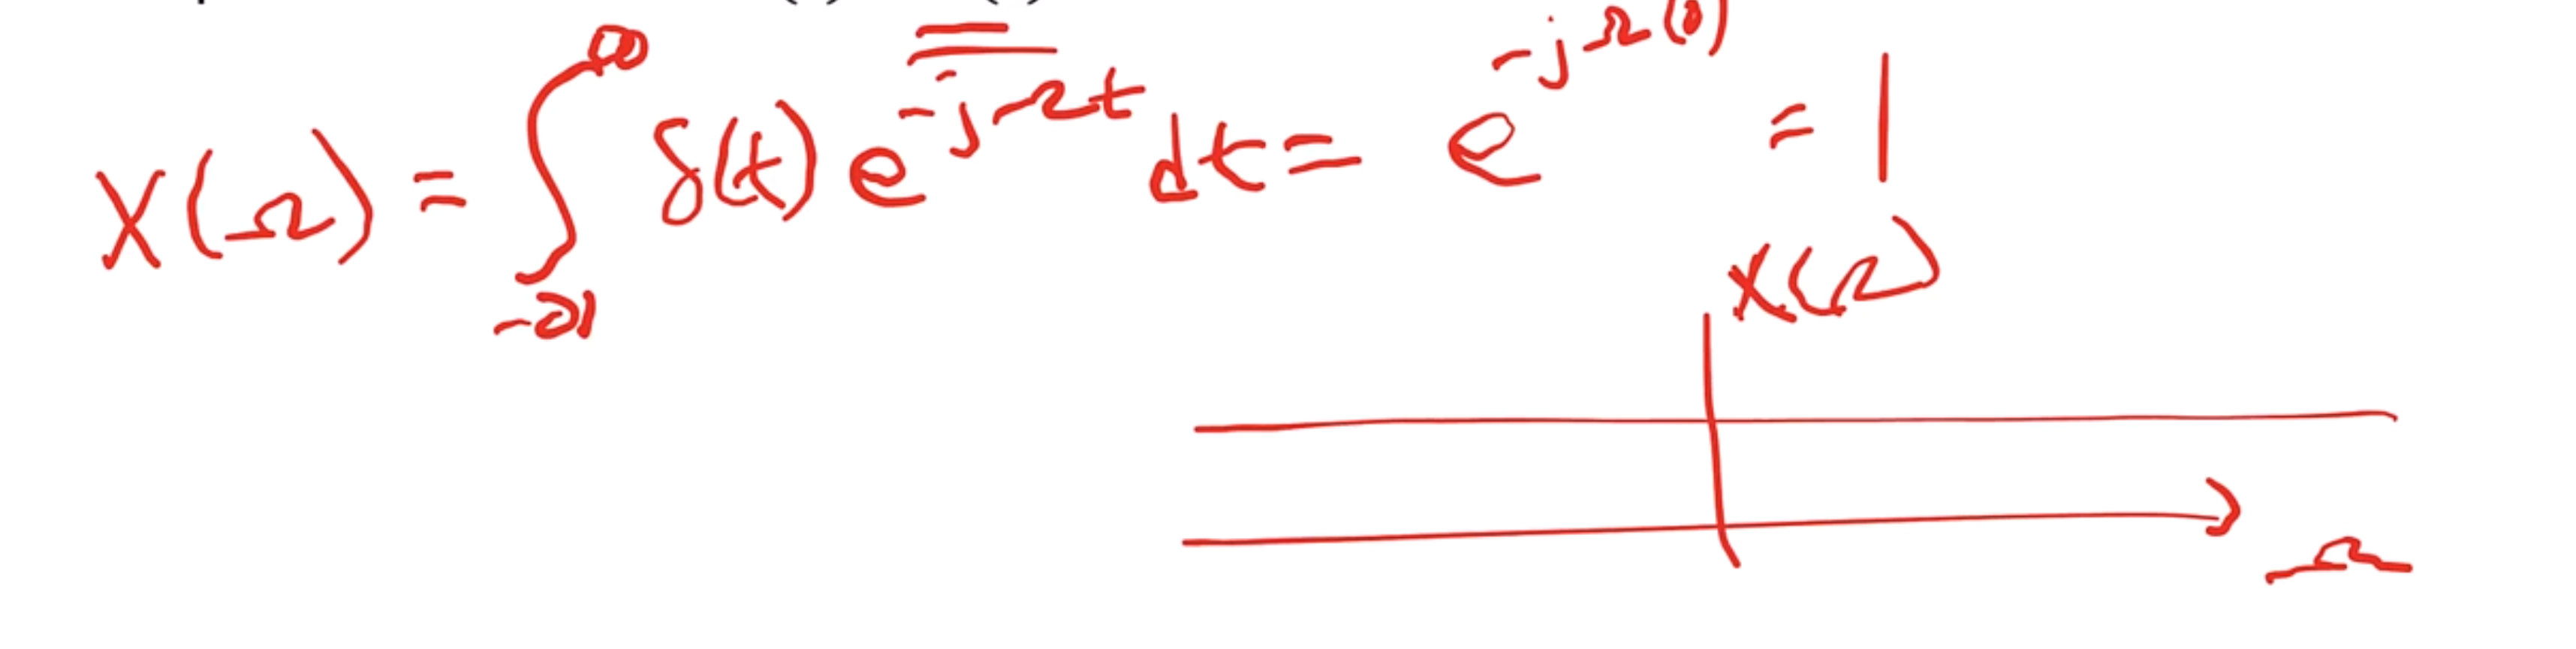 X(Ω) = ∫_{-∞}^{∞} δ(t) e^{-jΩt} dt = e^{-jΩ(0)} = 1
X(Ω)
Ω